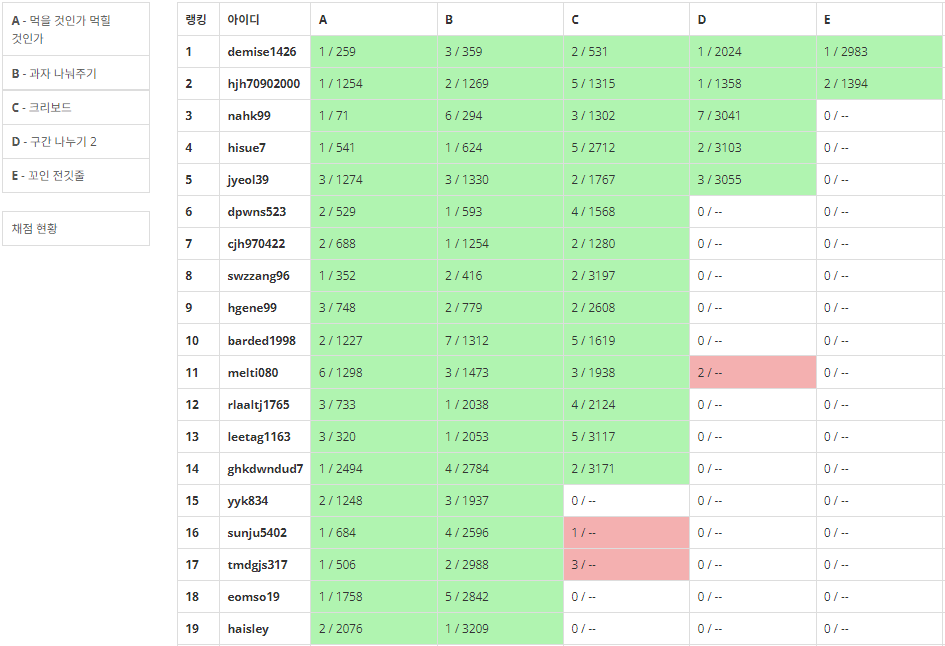 A - 먹을 것인가 먹힐
것인가
B - 과자 나눠주기
C - 크리보드
D - 구간 나누기 2
E - 꼬인 전깃줄
채점 현황
랭킹 아이디 A B C D E
1 demise1426 1 / 259 3 / 359 2 / 531 1 / 2024 1 / 2983
2 hjh70902000 1 / 1254 2 / 1269 5 / 1315 1 / 1358 2 / 1394
3 nahk99 1 / 71 6 / 294 3 / 1302 7 / 3041 0 / --
4 hisue7 1 / 541 1 / 624 5 / 2712 2 / 3103 0 / --
5 jyeol39 3 / 1274 3 / 1330 2 / 1767 3 / 3055 0 / --
6 dpwns523 2 / 529 1 / 593 4 / 1568 0 / -- 0 / --
7 cjh970422 2 / 688 1 / 1254 2 / 1280 0 / -- 0 / --
8 swzzang96 1 / 352 2 / 416 2 / 3197 0 / -- 0 / --
9 hgene99 3 / 748 2 / 779 2 / 2608 0 / -- 0 / --
10 barded1998 2 / 1227 7 / 1312 5 / 1619 0 / -- 0 / --
11 melti080 6 / 1298 3 / 1473 3 / 1938 2 / -- 0 / --
12 rlaaltj1765 3 / 733 1 / 2038 4 / 2124 0 / -- 0 / --
13 leetag1163 3 / 320 1 / 2053 5 / 3117 0 / -- 0 / --
14 ghkdwndud7 1 / 2494 4 / 2784 2 / 3171 0 / -- 0 / --
15 yyk834 2 / 1248 3 / 1937 0 / -- 0 / -- 0 / --
16 sunju5402 1 / 684 4 / 2596 1 / -- 0 / -- 0 / --
17 tmdgjs317 1 / 506 2 / 2988 3 / -- 0 / -- 0 / --
18 eomso19 1 / 1758 5 / 2842 0 / -- 0 / -- 0 / --
19 haisley 2 / 2076 1 / 3209 0 / -- 0 / -- 0 / --